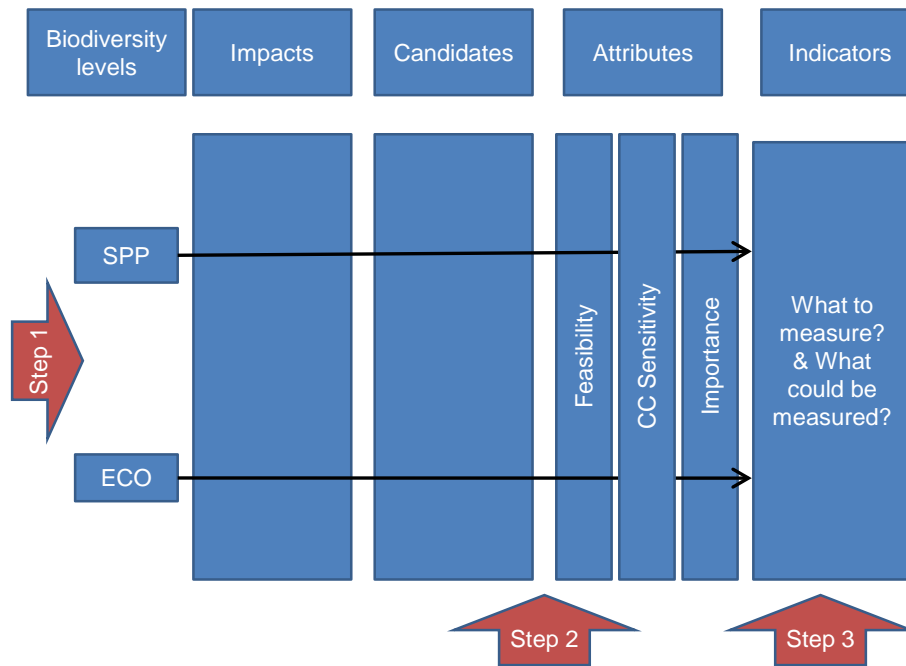 Biodiversity
levels
Impacts
Candidates
Attributes
Indicators
SPP
ECO
Step 1
Feasibility
CC Sensitivity
Importance
What to
measure?
& What
could be
measured?
Step 2
Step 3